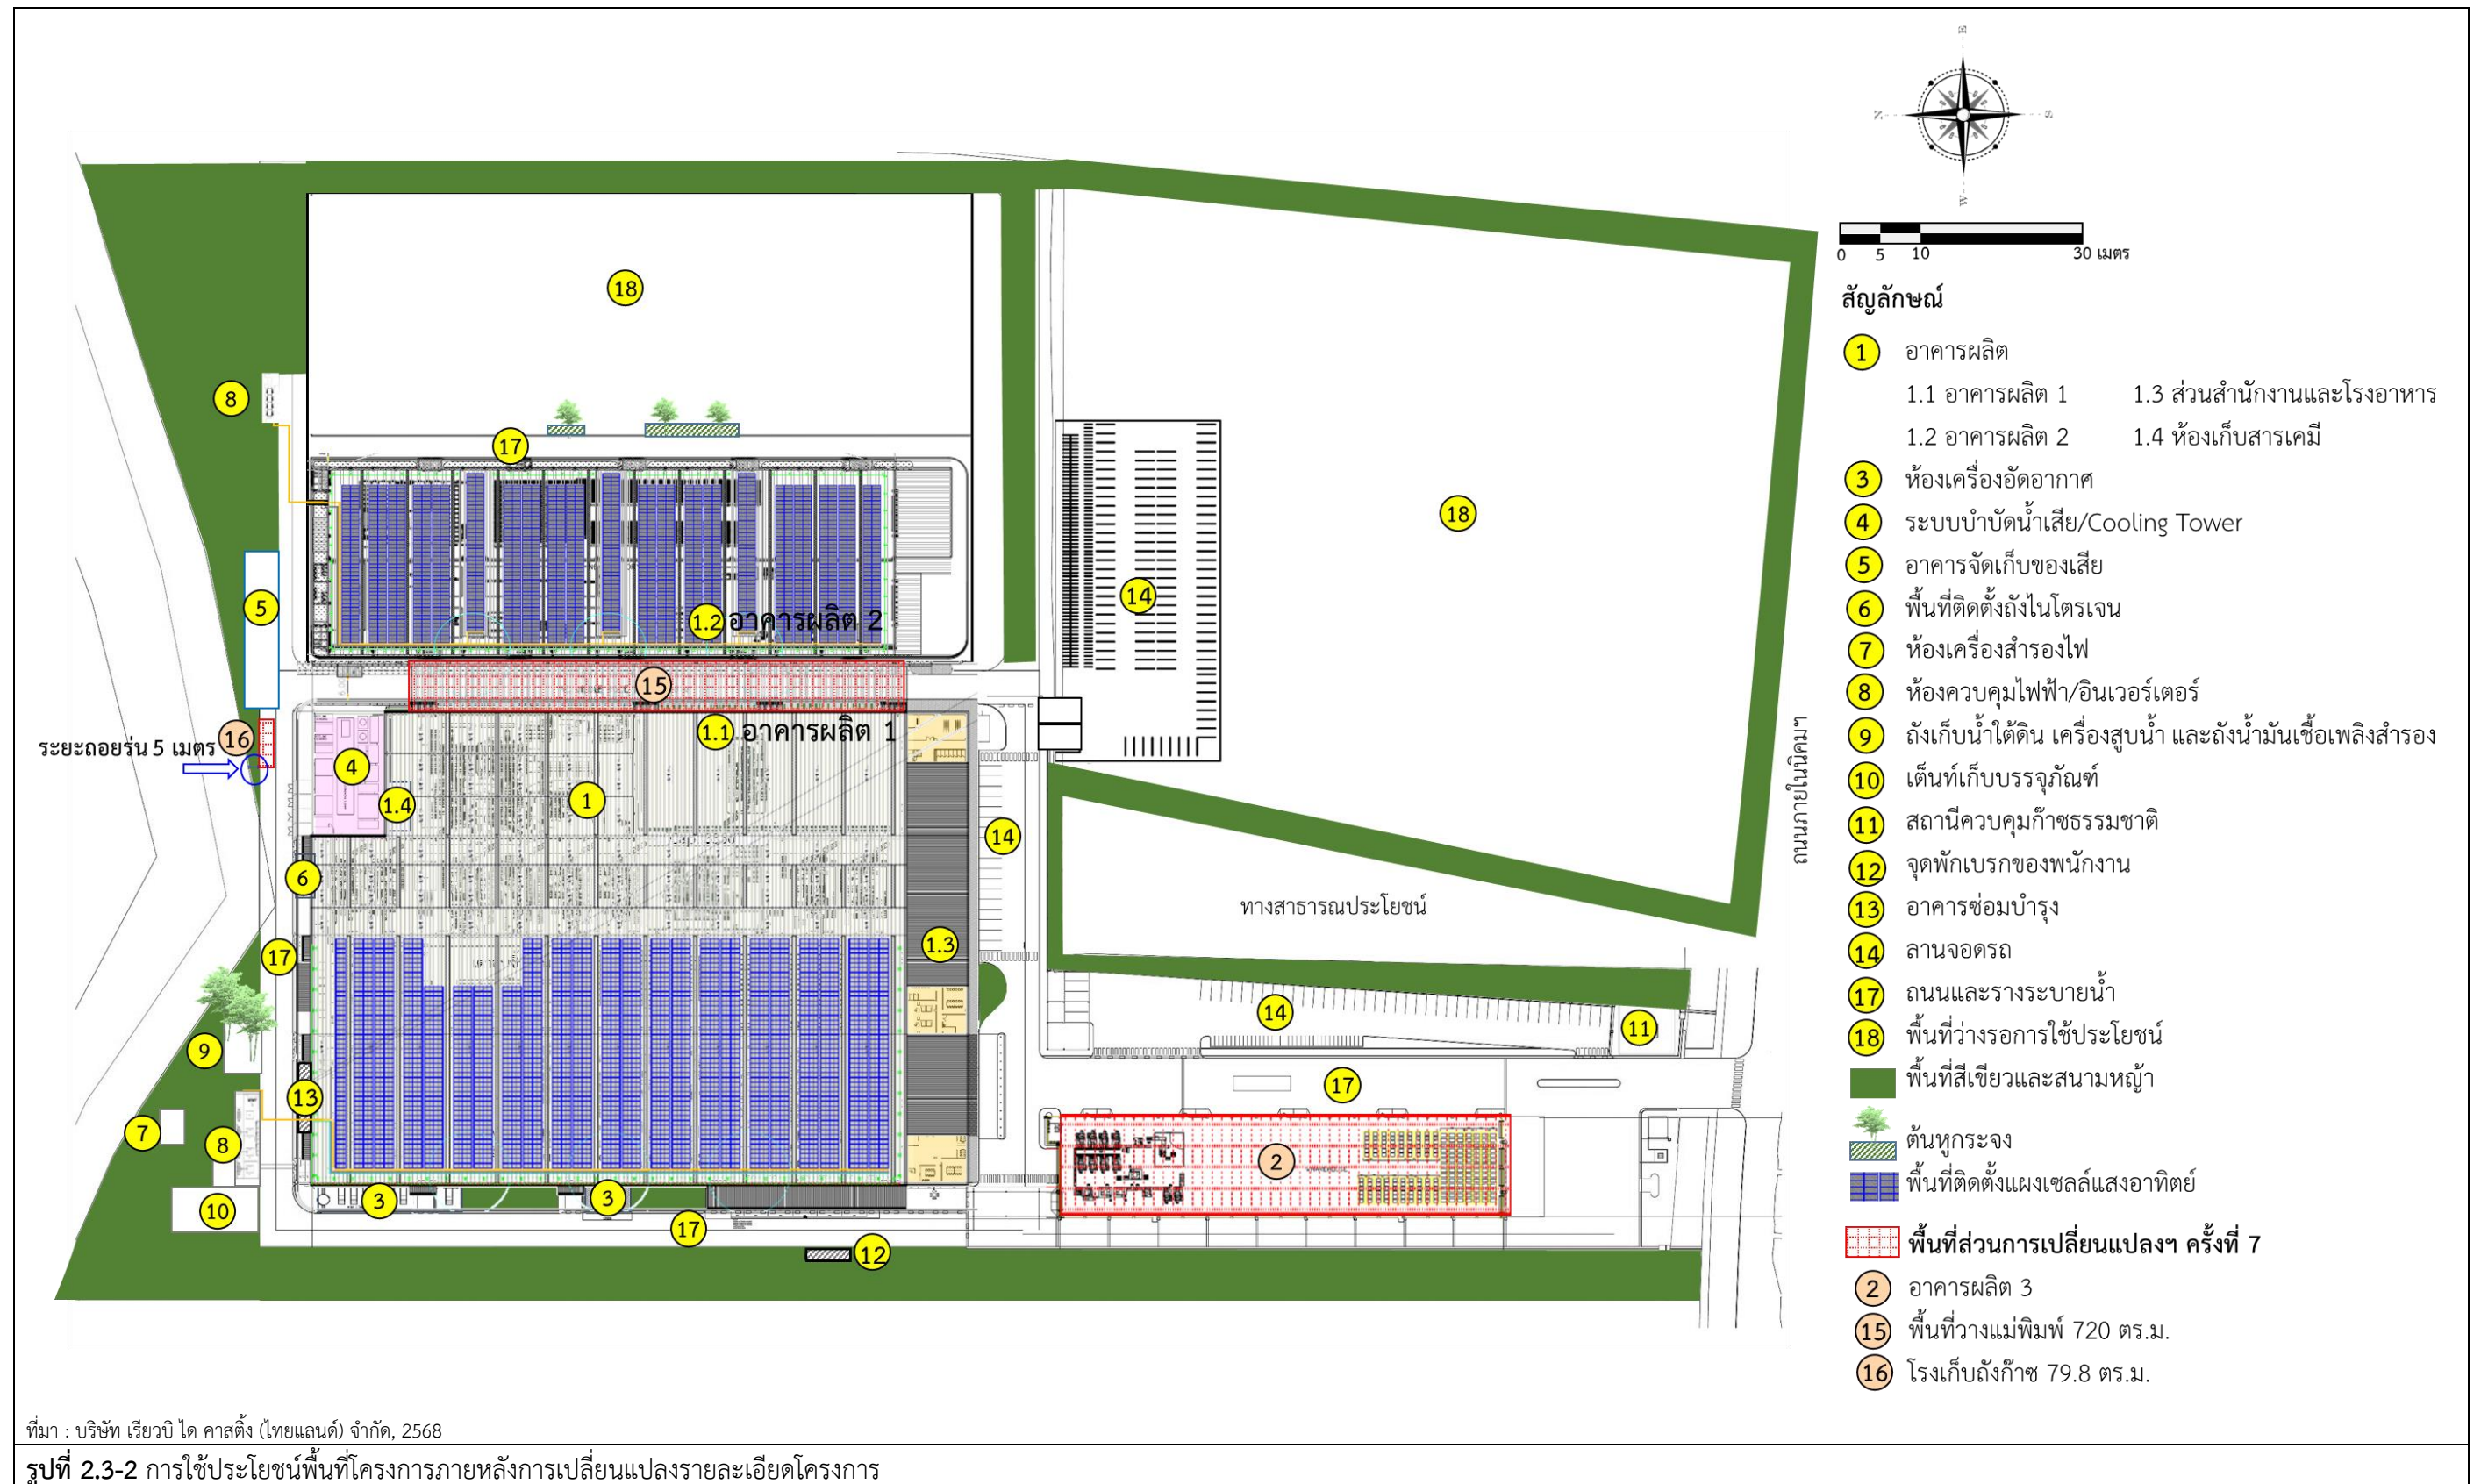 E
N
S
W
0 5 10 30 เมตร
สัญลักษณ์
1 อาคารผลิต
1.1 อาคารผลิต 1 1.3 ส่วนสำนักงานและโรงอาหาร
1.2 อาคารผลิต 2 1.4 ห้องเก็บสารเคมี
3 ห้องเครื่องอัดอากาศ
4 ระบบบำบัดน้ำเสีย/Cooling Tower
5 อาคารจัดเก็บของเสีย
6 พื้นที่ติดตั้งถังไนโตรเจน
7 ห้องเครื่องสำรองไฟ
8 ห้องควบคุมไฟฟ้า/อินเวอร์เตอร์
9 ถังเก็บน้ำใต้ดิน เครื่องสูบน้ำ และถังน้ำมันเชื้อเพลิงสำรอง
10 เต็นท์เก็บบรรจุภัณฑ์
11 สถานีควบคุมก๊าซธรรมชาติ
12 จุดพักเบรกของพนักงาน
13 อาคารซ่อมบำรุง
14 ลานจอดรถ
17 ถนนและรางระบายน้ำ
18 พื้นที่ว่างรอการใช้ประโยชน์
พื้นที่สีเขียวและสนามหญ้า
ต้นหูกระจง
พื้นที่ติดตั้งแผงเซลล์แสงอาทิตย์
พื้นที่ส่วนการเปลี่ยนแปลงฯ ครั้งที่ 7
2 อาคารผลิต 3
15 พื้นที่วางแม่พิมพ์ 720 ตร.ม.
16 โรงเก็บถังก๊าซ 79.8 ตร.ม.
18
8
17
18
14
5
1.2 อาคารผลิต 2
15
16
ระยะถอยร่น 5 เมตร
1.1 อาคารผลิต 1
4
1.4
1
14
6
ถนนภายในนิคมฯ
ทางสาธารณประโยชน์
1.3
17
14
11
9
13
17
7
8
2
3
3
10
17
12
ที่มา : บริษัท เรียวบิ ได คาสติ้ง (ไทยแลนด์) จำกัด, 2568
รูปที่ 2.3-2 การใช้ประโยชน์พื้นที่โครงการภายหลังการเปลี่ยนแปลงรายละเอียดโครงการ